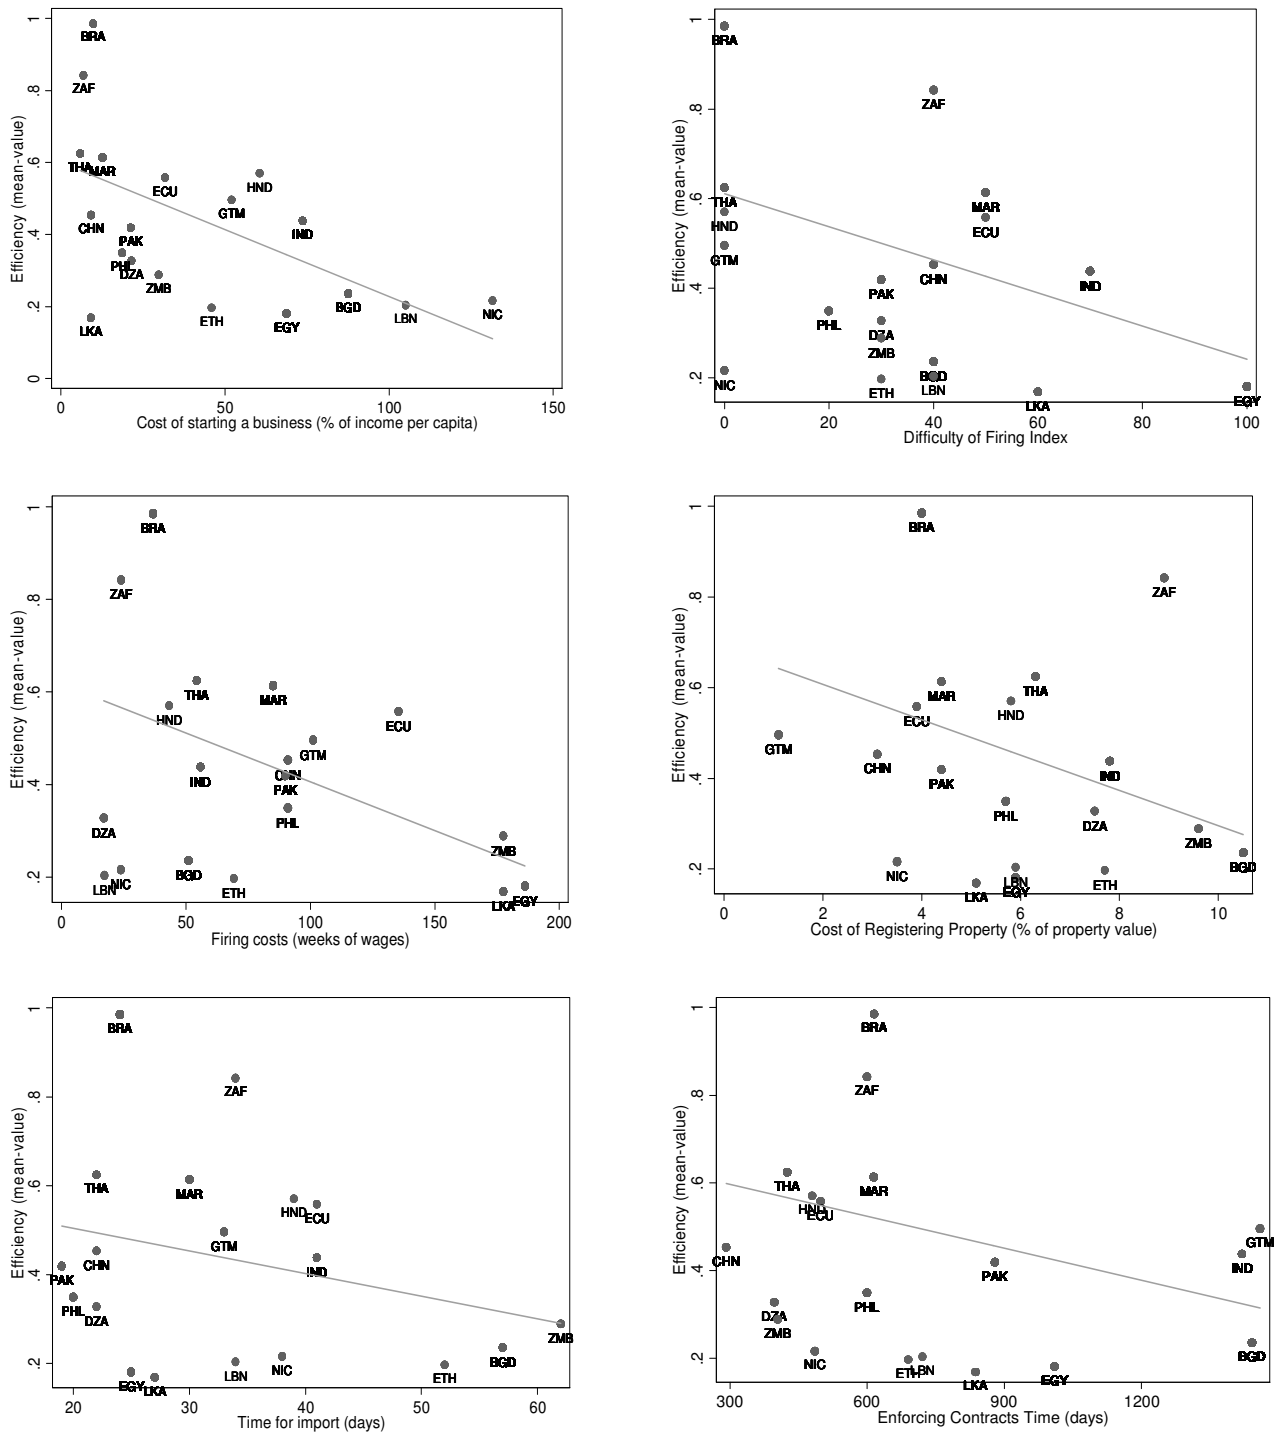 Efficiency (mean-value)
1
.8
.6
.4
.2
0
BRA
ZAF
THA
MAR
ECU
HND
GTM
CHN
PAK
IND
PHL
DZA
ZMB
BGD
LBN
NIC
ETH
EGY
LKA
0 50 100 150
Cost of starting a business (% of income per capita)
Efficiency (mean-value)
1
.8
.6
.4
.2
BRA
ZAF
THA
MAR
HND
ECU
GTM
CHN
IND
PAK
PHL
DZA
ZMB
NIC
BGD
ETH
LBN
LKA
EGY
0 20 40 60 80 100
Difficulty of Firing Index
Efficiency (mean-value)
1
.8
.6
.4
.2
BRA
ZAF
THA
MAR
HND
ECU
GTM
CHN
IND
PAK
PHL
DZA
ZMB
BGD
NIC
LBN
ETH
LKA
EGY
0 50 100 150 200
Firing costs (weeks of wages)
Efficiency (mean-value)
1
.8
.6
.4
.2
BRA
ZAF
THA
MAR
HND
ECU
GTM
CHN
IND
PAK
PHL
DZA
ZMB
BGD
NIC
LBN
ETH
EGY
LKA
0 2 4 6 8 10
Cost of Registering Property (% of property value)
Efficiency (mean-value)
1
.8
.6
.4
.2
BRA
ZAF
THA
MAR
HND
ECU
GTM
CHN
IND
PAK
PHL
DZA
ZMB
BGD
NIC
LBN
ETH
EGY
LKA
20 30 40 50 60
Time for import (days)
Efficiency (mean-value)
1
.8
.6
.4
.2
BRA
ZAF
THA
MAR
HND
ECU
GTM
CHN
IND
PAK
PHL
DZA
ZMB
BGD
NIC
ETH
LBN
EGY
LKA
300 600 900 1200
Enforcing Contracts Time (days)